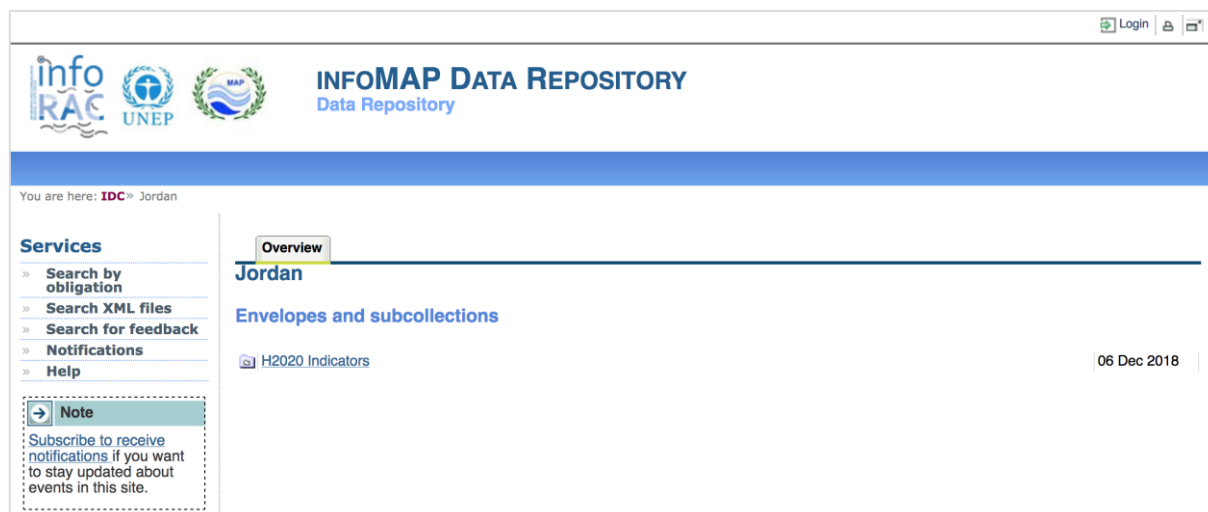 Login
info
RAC
UNEP
MAP
INFOMAP DATA REPOSITORY
Data Repository
You are here: IDC» Jordan
Services
» Search by
obligation
» Search XML files
» Search for feedback
» Notifications
» Help
Note
Subscribe to receive
notifications if you want
to stay updated about
events in this site.
Overview
Jordan
Envelopes and subcollections
H2020 Indicators 06 Dec 2018